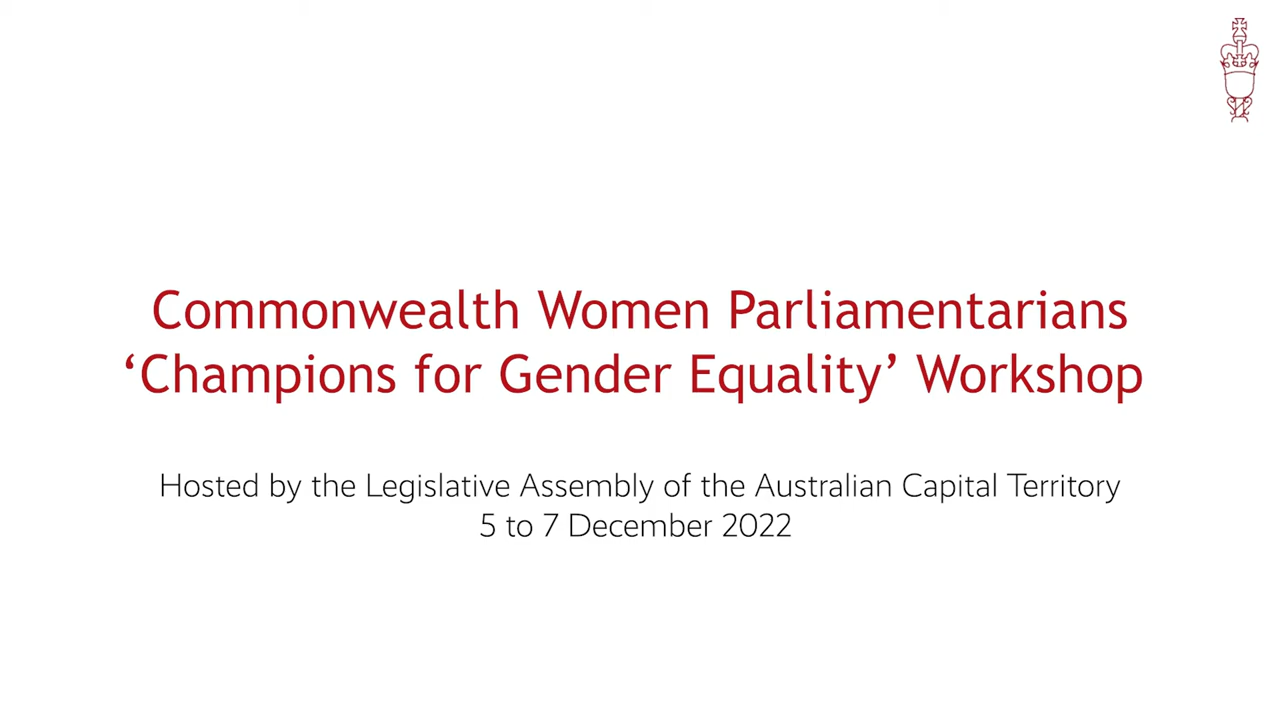 Commonwealth Women Parliamentarians
‘Champions for Gender Equality’ Workshop
Hosted by the Legislative Assembly of the Australian Capital Territory
5 to 7 December 2022